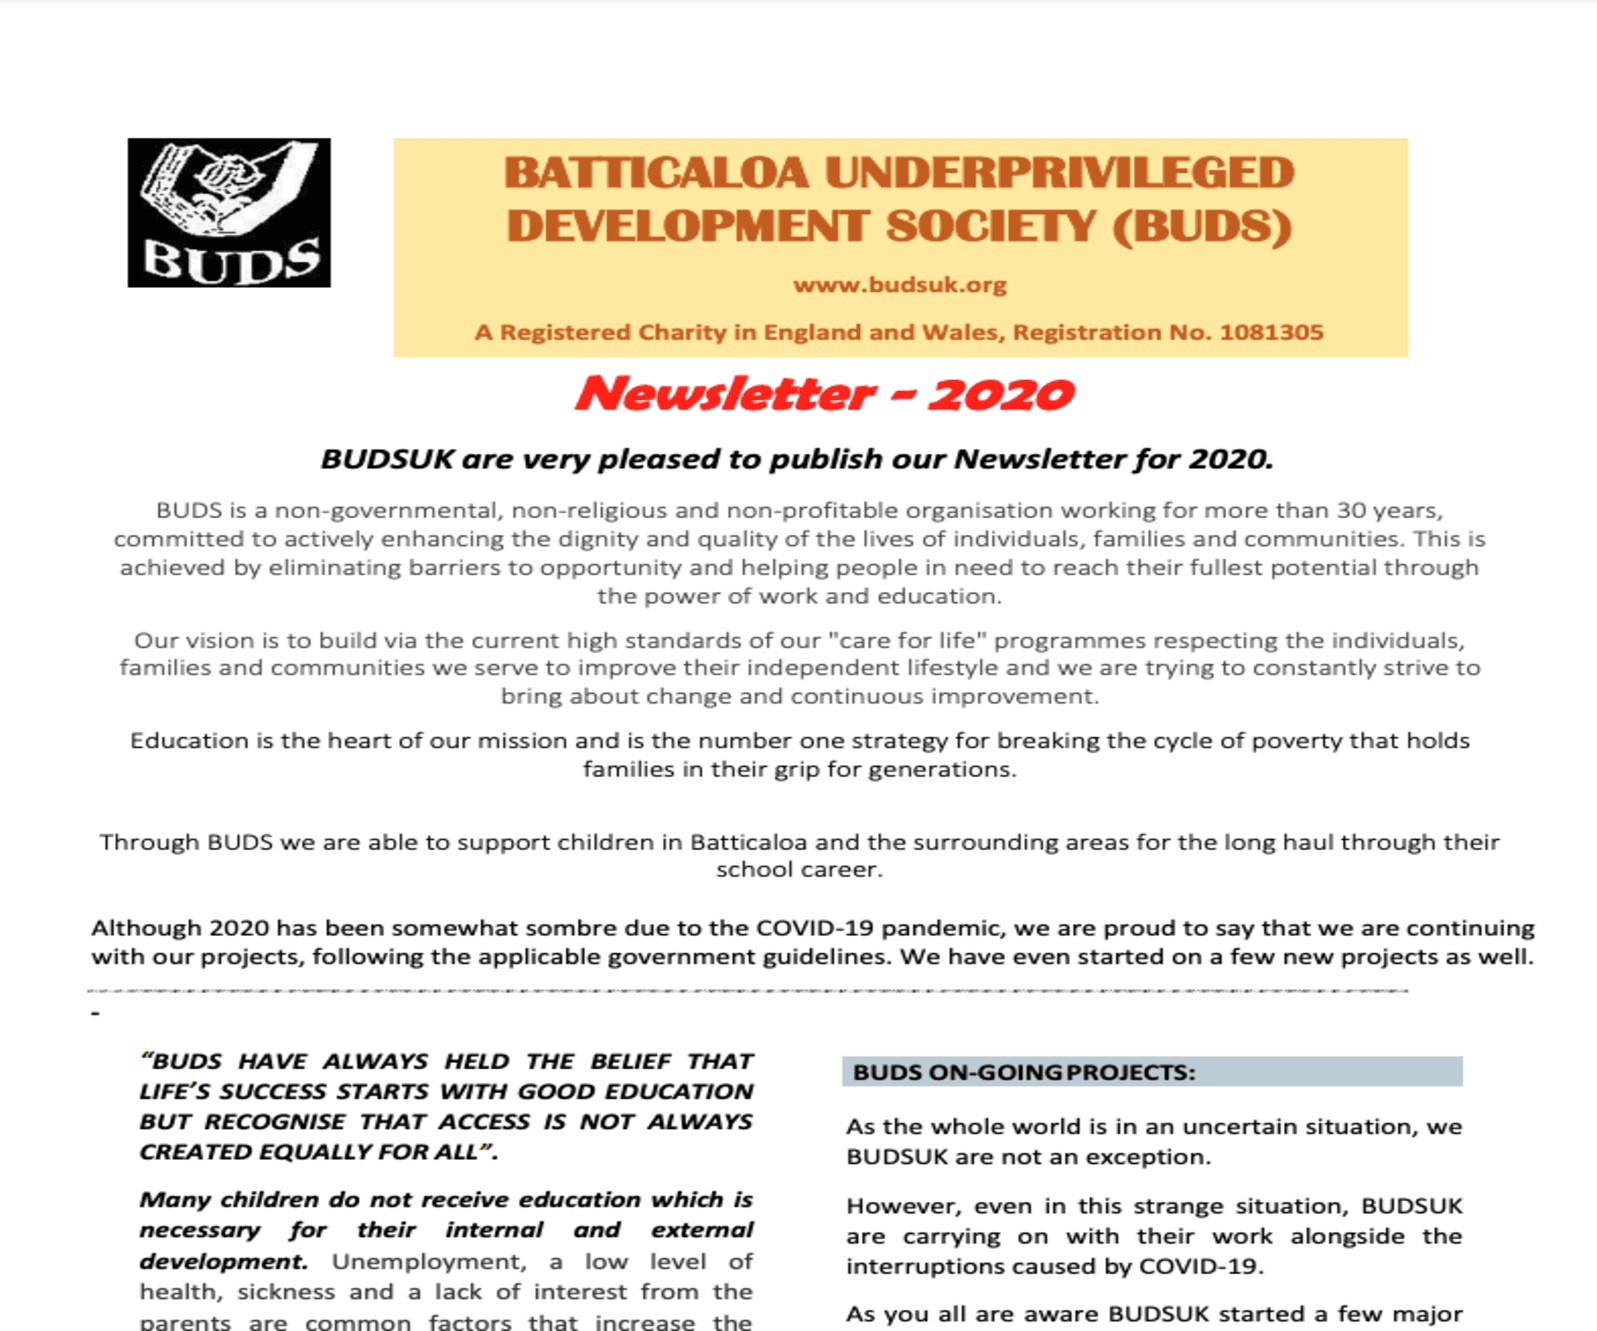 BUDS
BATTICALOA UNDERPRIVILEGED
DEVELOPMENT SOCIETY (BUDS)
www.budsuk.org
A Registered Charity in England and Wales, Registration No. 1081305
Newsletter - 2020
BUDSUK are very pleased to publish our Newsletter for 2020.
BUDS is a non-governmental, non-religious and non-profitable organisation working for more than 30 years,
committed to actively enhancing the dignity and quality of the lives of individuals, families and communities. This is
achieved by eliminating barriers to opportunity and helping people in need to reach their fullest potential through
the power of work and education.
Our vision is to build via the current high standards of our "care for life" programmes respecting the individuals,
families and communities we serve to improve their independent lifestyle and we are trying to constantly strive to
bring about change and continuous improvement.
Education is the heart of our mission and is the number one strategy for breaking the cycle of poverty that holds
families in their grip for generations.
Through BUDS we are able to support children in Batticaloa and the surrounding areas for the long haul through their
school career.
Although 2020 has been somewhat sombre due to the COVID-19 pandemic, we are proud to say that we are continuing
with our projects, following the applicable government guidelines. We have even started on a few new projects as well.
-
“BUDS HAVE ALWAYS HELD THE BELIEF THAT
LIFE’S SUCCESS STARTS WITH GOOD EDUCATION
BUT RECOGNISE THAT ACCESS IS NOT ALWAYS
CREATED EQUALLY FOR ALL”.
Many children do not receive education which is
necessary for their internal and external
development. Unemployment, a low level of
health, sickness and a lack of interest from the
parents are common factors that increase the
BUDS ON-GOING PROJECTS:
As the whole world is in an uncertain situation, we
BUDSUK are not an exception.
However, even in this strange situation, BUDSUK
are carrying on with their work alongside the
interruptions caused by COVID-19.
As you all are aware BUDSUK started a few major